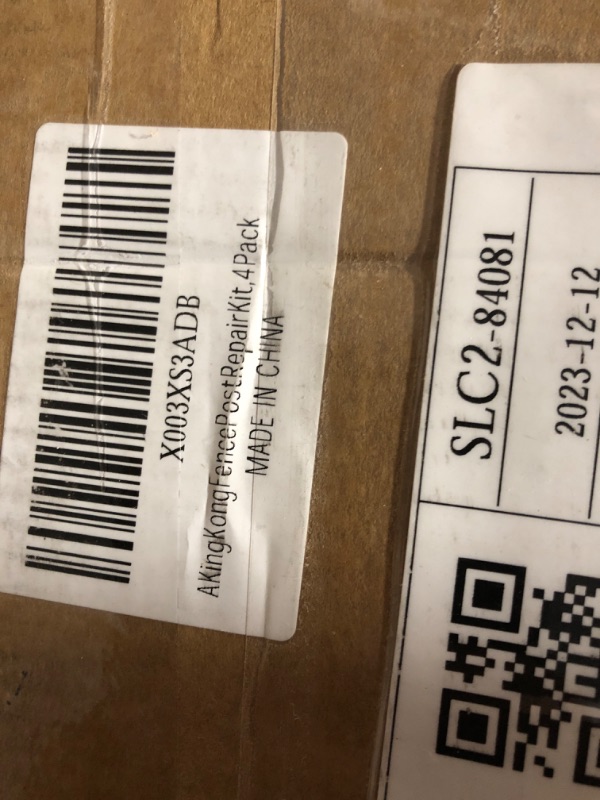 X003XS3ADB
AKingKongFencePostRepairKit,4Pack
MADE IN CHINA
SLC2-84081
2023-12-12